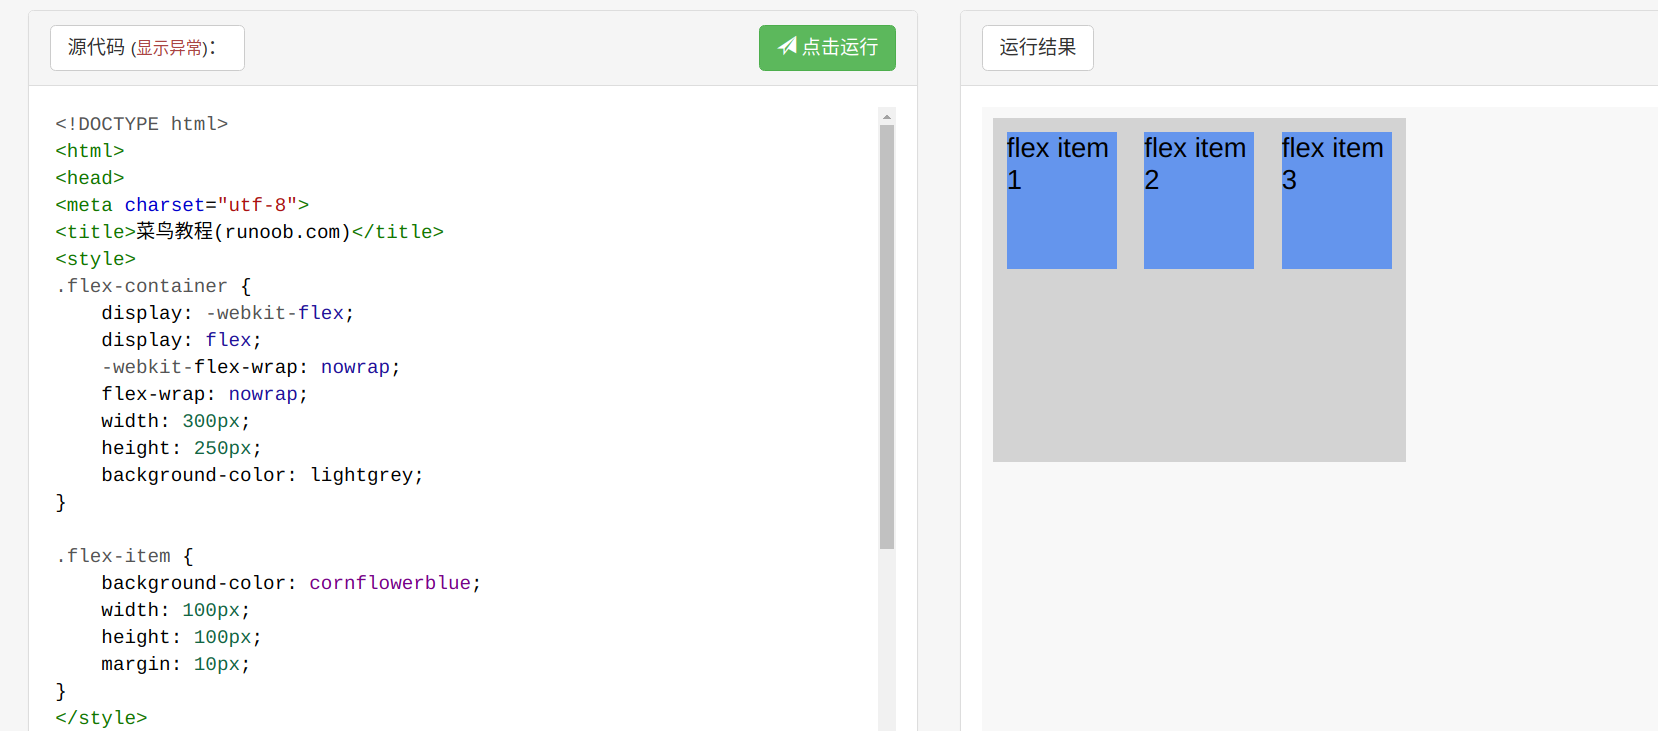 源代码 (显示异常)：
点击运行
<!DOCTYPE html>
<html>
<head>
<meta charset="utf-8">
<title>菜鸟教程(runoob.com)</title>
<style>
.flex-container {
    display: -webkit-flex;
    display: flex;
    -webkit-flex-wrap: nowrap;
    flex-wrap: nowrap;
    width: 300px;
    height: 250px;
    background-color: lightgrey;
}

.flex-item {
    background-color: cornflowerblue;
    width: 100px;
    height: 100px;
    margin: 10px;
}
</style>
运行结果
flex item
1
flex item
2
flex item
3